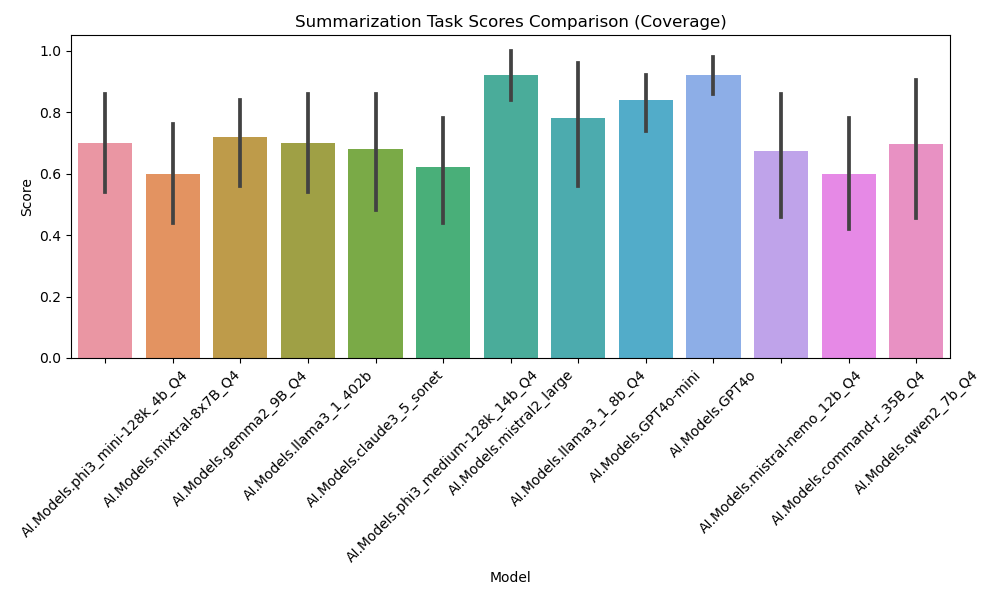 Summarization Task Scores Comparison (Coverage)
1.0
0.8
0.6
0.4
0.2
0.0
Score
AI.Models.phi3_mini-128k_4b_Q4
AI.Models.mixtral-8x7B_Q4
AI.Models.gemma2_9B_Q4
AI.Models.llama3_1_402b
AI.Models.claude3_5_sonet
AI.Models.phi3_medium-128k_14b_Q4
AI.Models.mistral2_large
AI.Models.llama3_1_8b_Q4
AI.Models.GPT4o-mini
AI.Models.GPT4o
AI.Models.mistral-nemo_12b_Q4
AI.Models.command-r_35B_Q4
AI.Models.qwen2_7b_Q4
Model